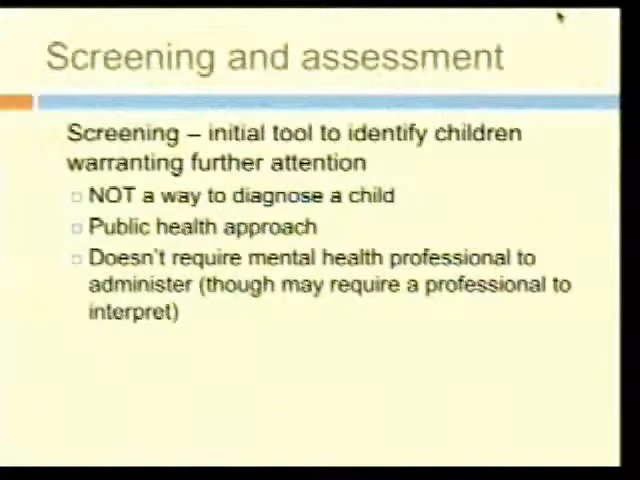 Screening and assessment
Screening – initial tool to identify children
warranting further attention
NOT a way to diagnose a child
Public health approach
Doesn't require mental health professional to
administer (though may require a professional to
interpret)